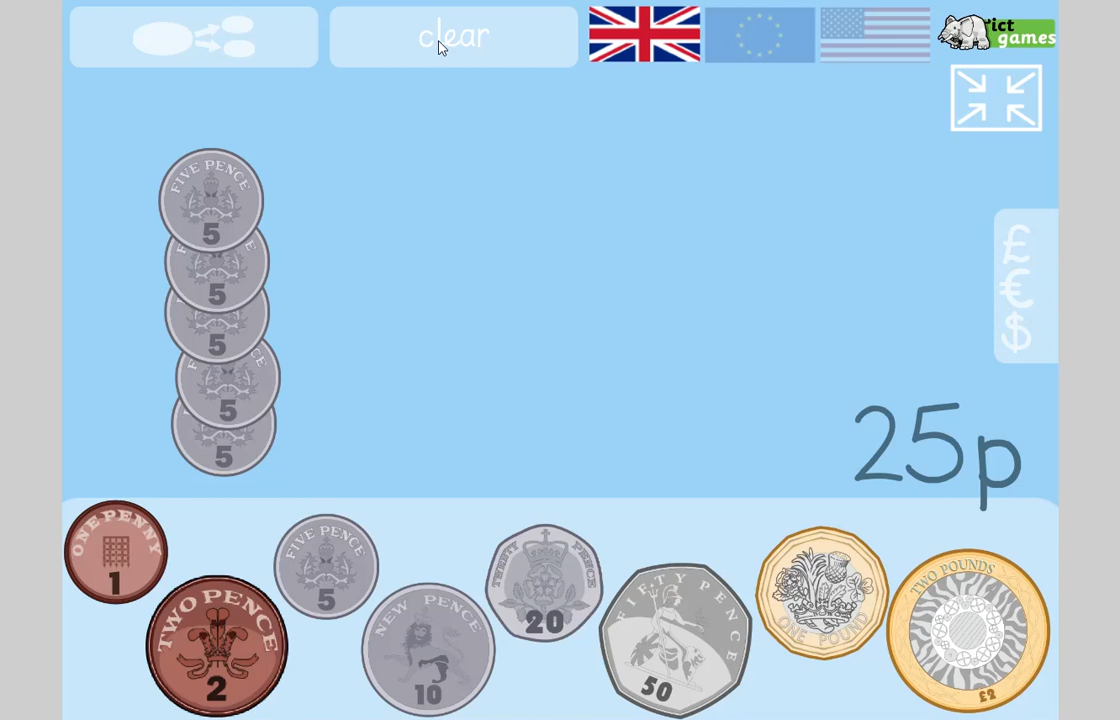 clear
ict
games
FIVE PENCE
5
5
5
5
5
£
€
$
25p
ONE PENNY
1
TWO PENCE
2
FIVE PENCE
5
NEW PENCE
10
TWENTY PENCE
20
FIFTY PENCE
50
ONE POUND
TWO POUNDS
£2